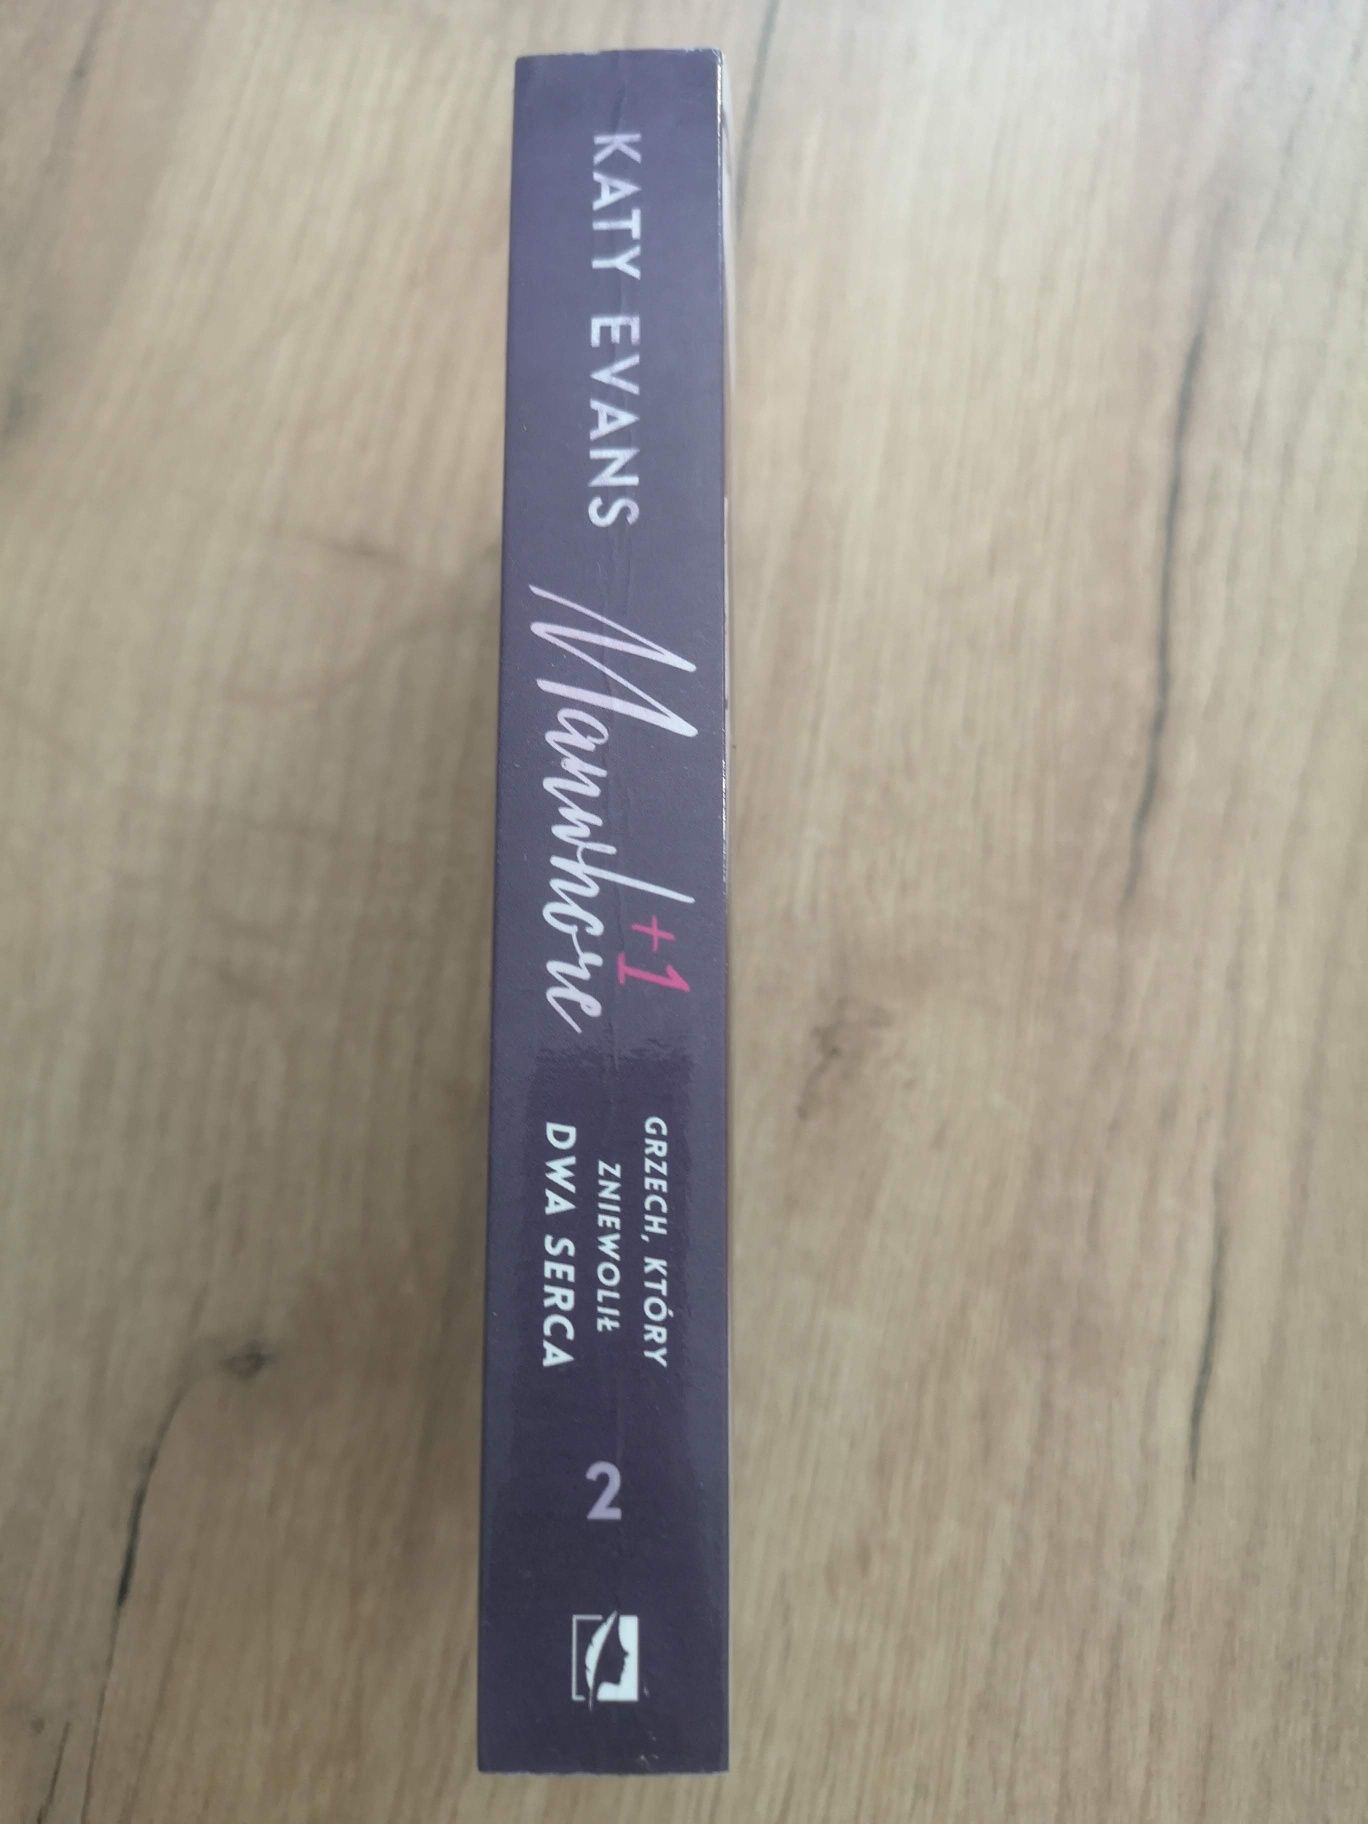 KATY EVANS
Manwhore
+1
GRZECH, KTÓRY
ZNIEWOLIŁ
DWA SERCA
2